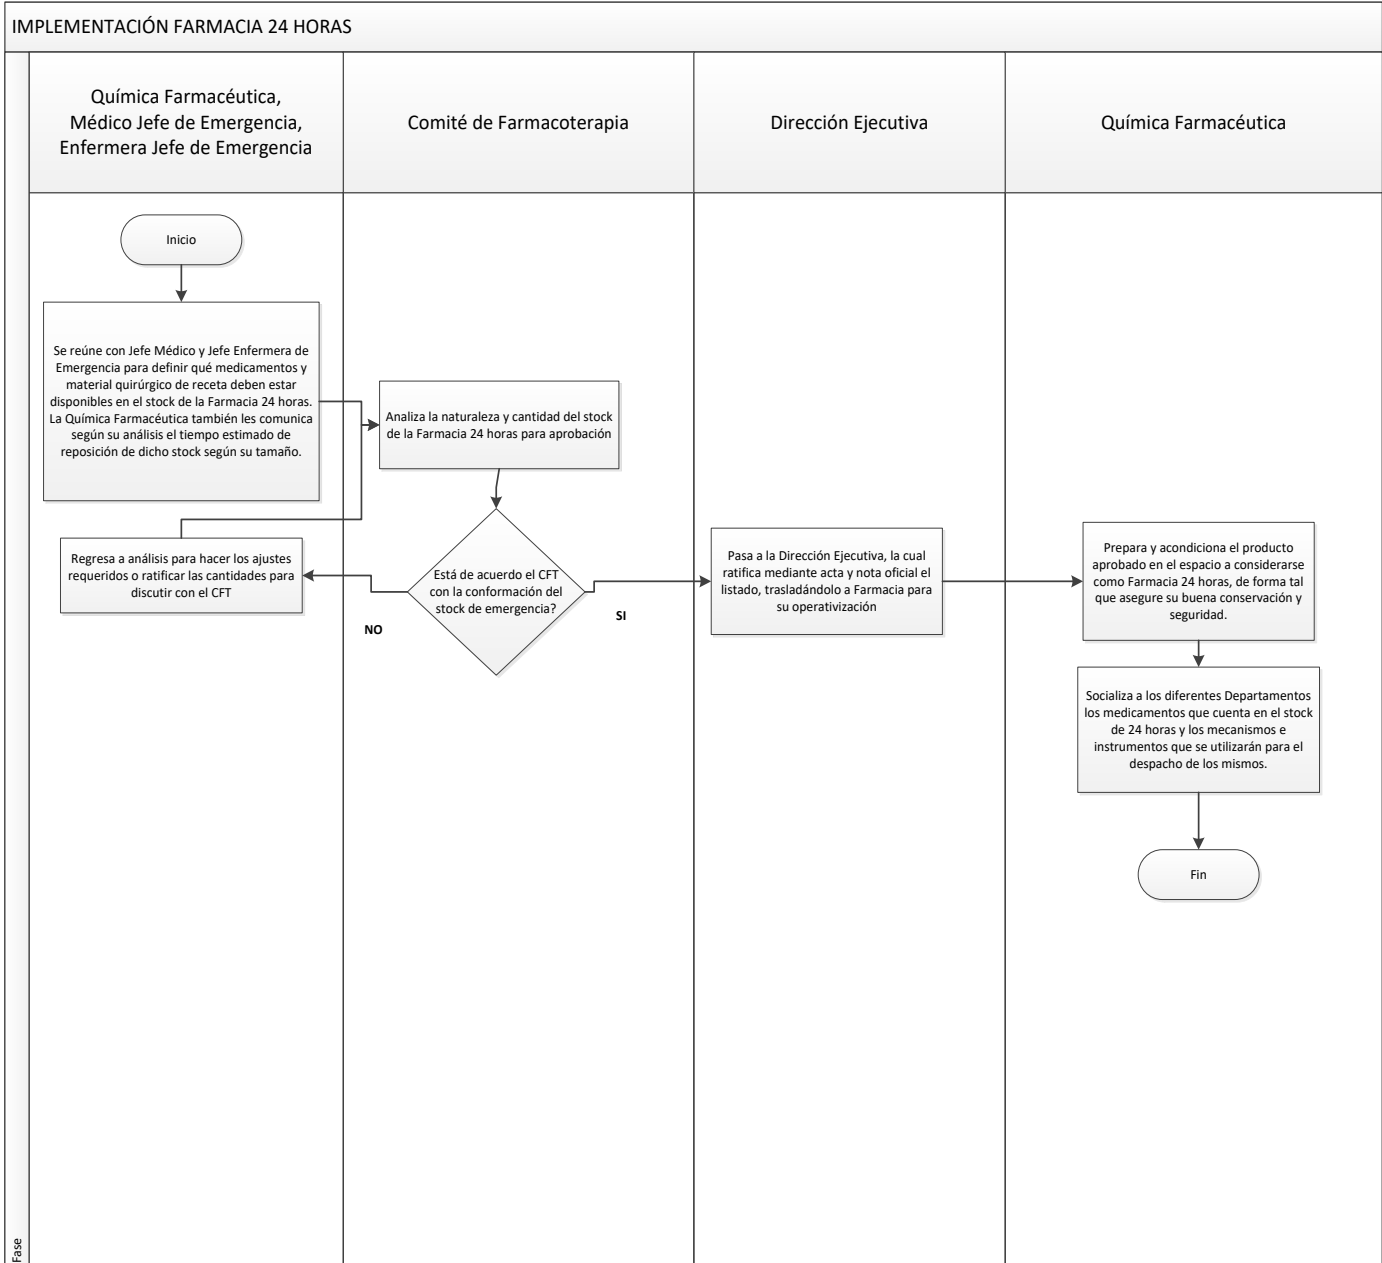 IMPLEMENTACIÓN FARMACIA 24 HORAS
Química Farmacéutica,
Médico Jefe de Emergencia,
Enfermera Jefe de Emergencia
Comité de Farmacoterapia
Dirección Ejecutiva
Química Farmacéutica
Inicio
Se reúne con Jefe Médico y Jefe Enfermera de
Emergencia para definir qué medicamentos y
material quirúrgico de receta deben estar
disponibles en el stock de la Farmacia 24 horas.
La Química Farmacéutica también les comunica
según su análisis el tiempo estimado de
reposición de dicho stock según su tamaño.
Analiza la naturaleza y cantidad del stock
de la Farmacia 24 horas para aprobación
Regresa a análisis para hacer los ajustes
requeridos o ratificar las cantidades para
discutir con el CFT
Está de acuerdo el CFT
con la conformación del
stock de emergencia?
NO
SI
Pasa a la Dirección Ejecutiva, la cual
ratifica mediante acta y nota oficial el
listado, trasladándolo a Farmacia para
su operativización
Prepara y acondiciona el producto
aprobado en el espacio a considerarse
como Farmacia 24 horas, de forma tal
que asegure su buena conservación y
seguridad.
Socializa a los diferentes Departamentos
los medicamentos que cuenta en el stock
de 24 horas y los mecanismos e
instrumentos que se utilizarán para el
despacho de los mismos.
Fin
Fase